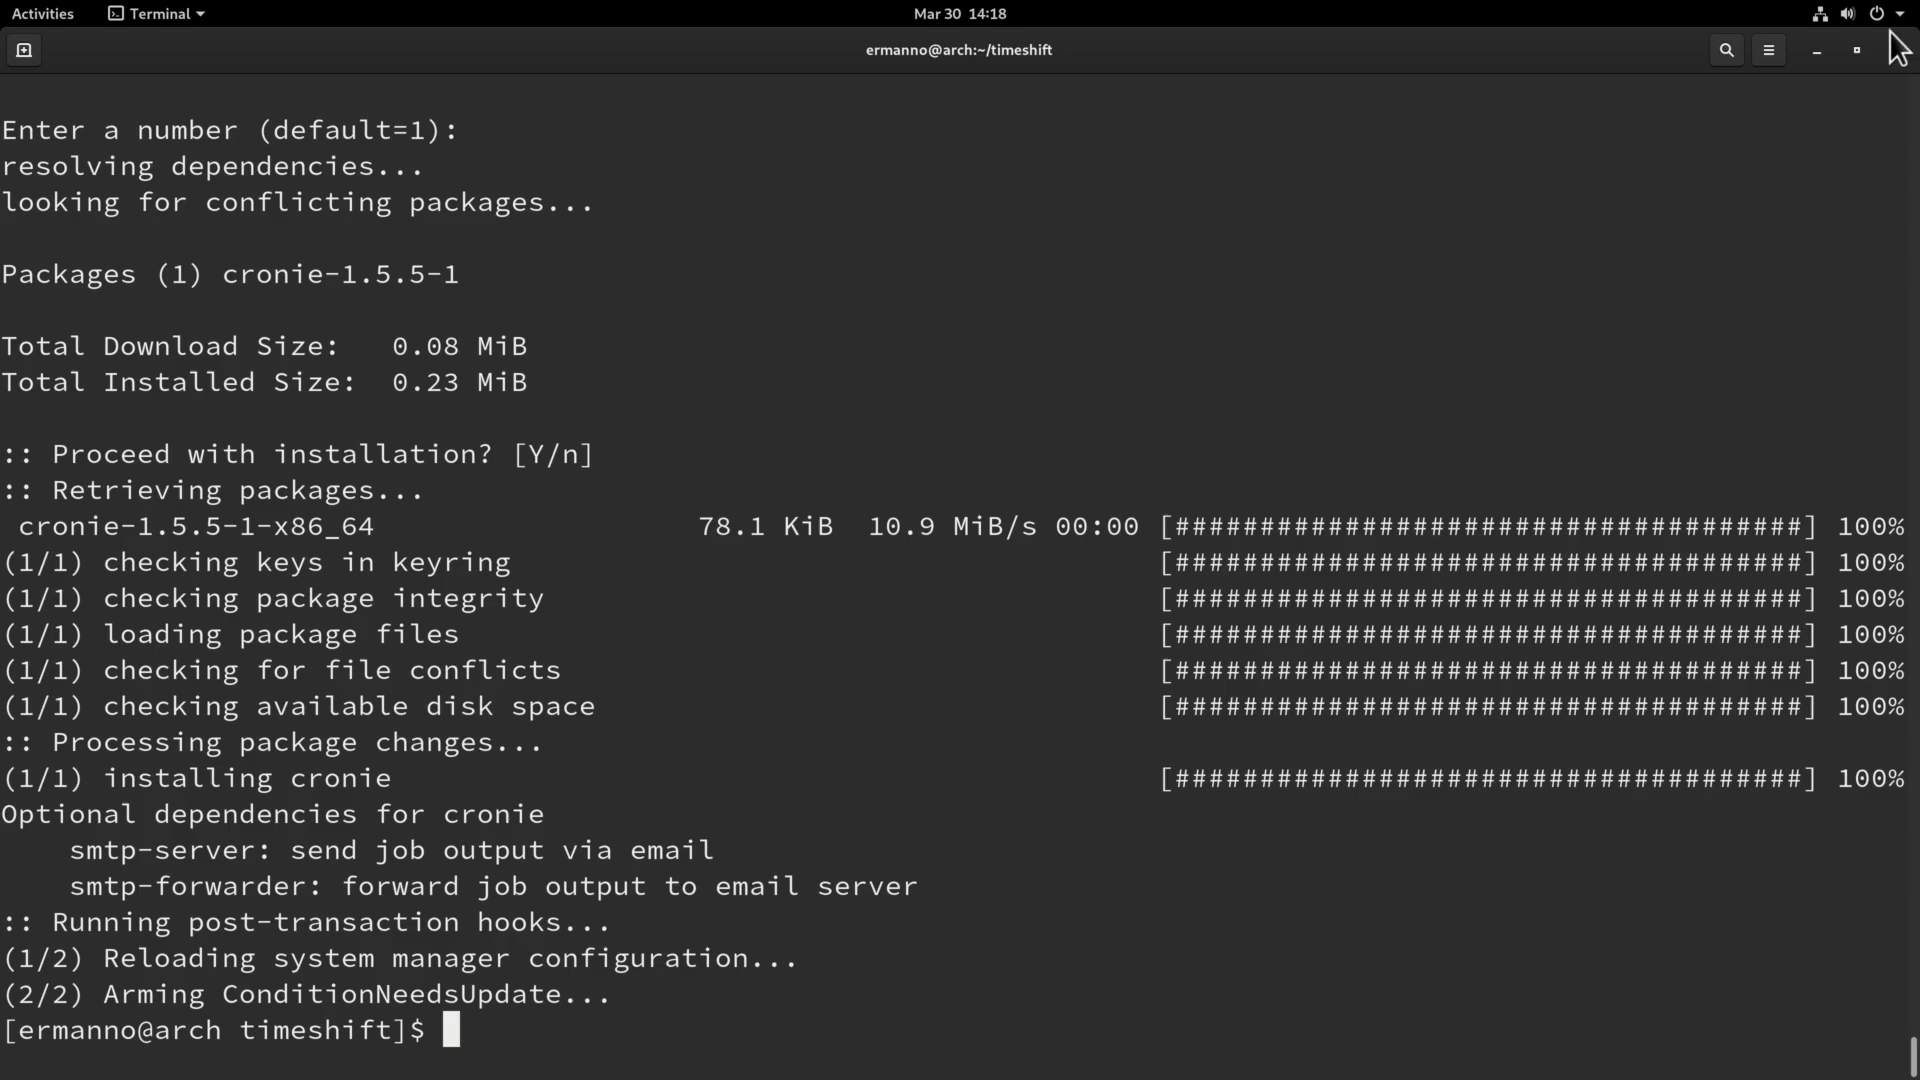 Activities Terminal Mar 30 14:18
ermanno@arch:~/timeshift
Enter a number (default=1):
resolving dependencies...
looking for conflicting packages...
Packages (1) cronie-1.5.5-1
Total Download Size:   0.08 MiB
Total Installed Size:  0.23 MiB
:: Proceed with installation? [Y/n]
:: Retrieving packages...
 cronie-1.5.5-1-x86_64 78.1 KiB  10.9 MiB/s 00:00 [#####################################] 100%
(1/1) checking keys in keyring [#####################################] 100%
(1/1) checking package integrity [#####################################] 100%
(1/1) loading package files [#####################################] 100%
(1/1) checking for file conflicts [#####################################] 100%
(1/1) checking available disk space [#####################################] 100%
:: Processing package changes...
(1/1) installing cronie [#####################################] 100%
Optional dependencies for cronie
    smtp-server: send job output via email
    smtp-forwarder: forward job output to email server
:: Running post-transaction hooks...
(1/2) Reloading system manager configuration...
(2/2) Arming ConditionNeedsUpdate...
[ermanno@arch timeshift]$